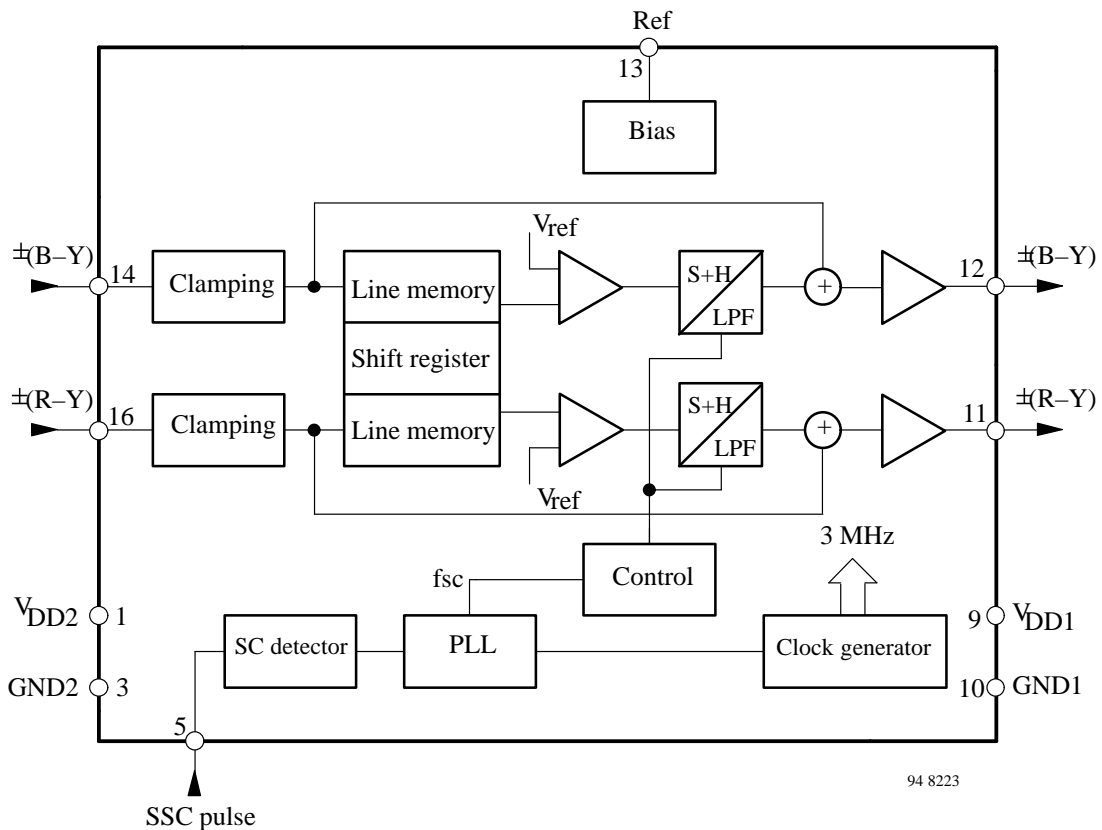 Ref
13
Bias
±(B–Y)
14
Clamping
Line memory
Vref
S+H
LPF
+
12
±(B–Y)
Shift register
±(R–Y)
16
Clamping
Line memory
Vref
S+H
LPF
+
11
±(R–Y)
3 MHz
fsc
Control
VDD2
1
SC detector
PLL
Clock generator
9
VDD1
GND2
3
10
GND1
5
SSC pulse
94 8223